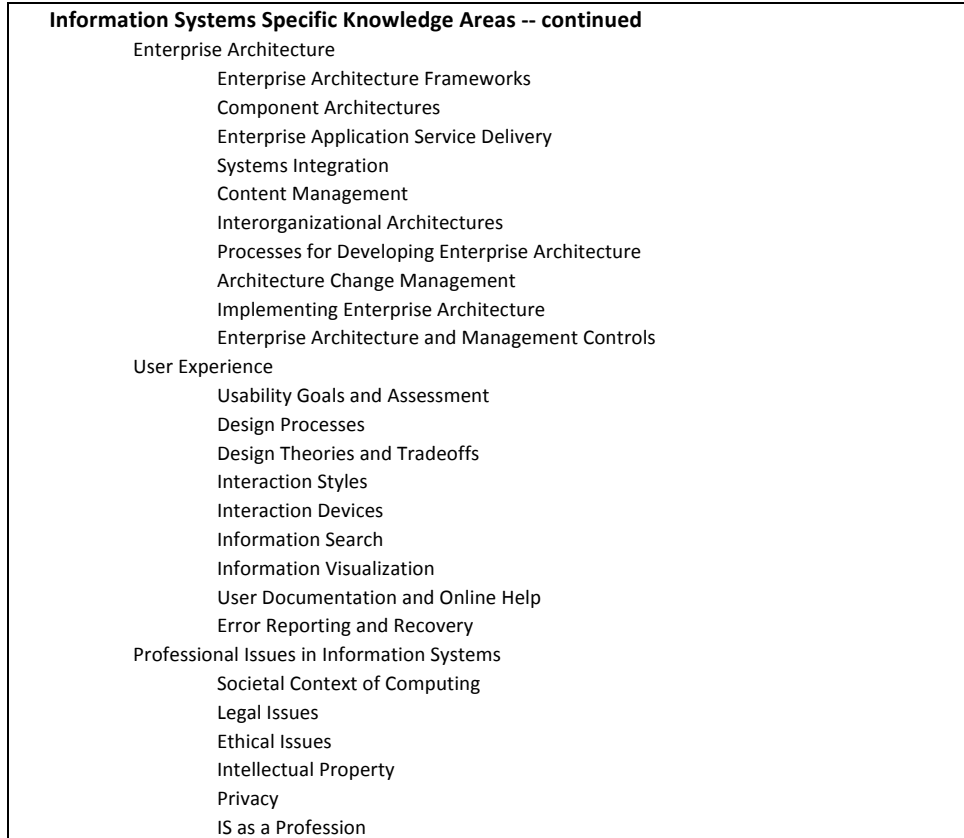 Information Systems Specific Knowledge Areas -- continued
Enterprise Architecture
Enterprise Architecture Frameworks
Component Architectures
Enterprise Application Service Delivery
Systems Integration
Content Management
Interorganizational Architectures
Processes for Developing Enterprise Architecture
Architecture Change Management
Implementing Enterprise Architecture
Enterprise Architecture and Management Controls
User Experience
Usability Goals and Assessment
Design Processes
Design Theories and Tradeoffs
Interaction Styles
Interaction Devices
Information Search
Information Visualization
User Documentation and Online Help
Error Reporting and Recovery
Professional Issues in Information Systems
Societal Context of Computing
Legal Issues
Ethical Issues
Intellectual Property
Privacy
IS as a Profession